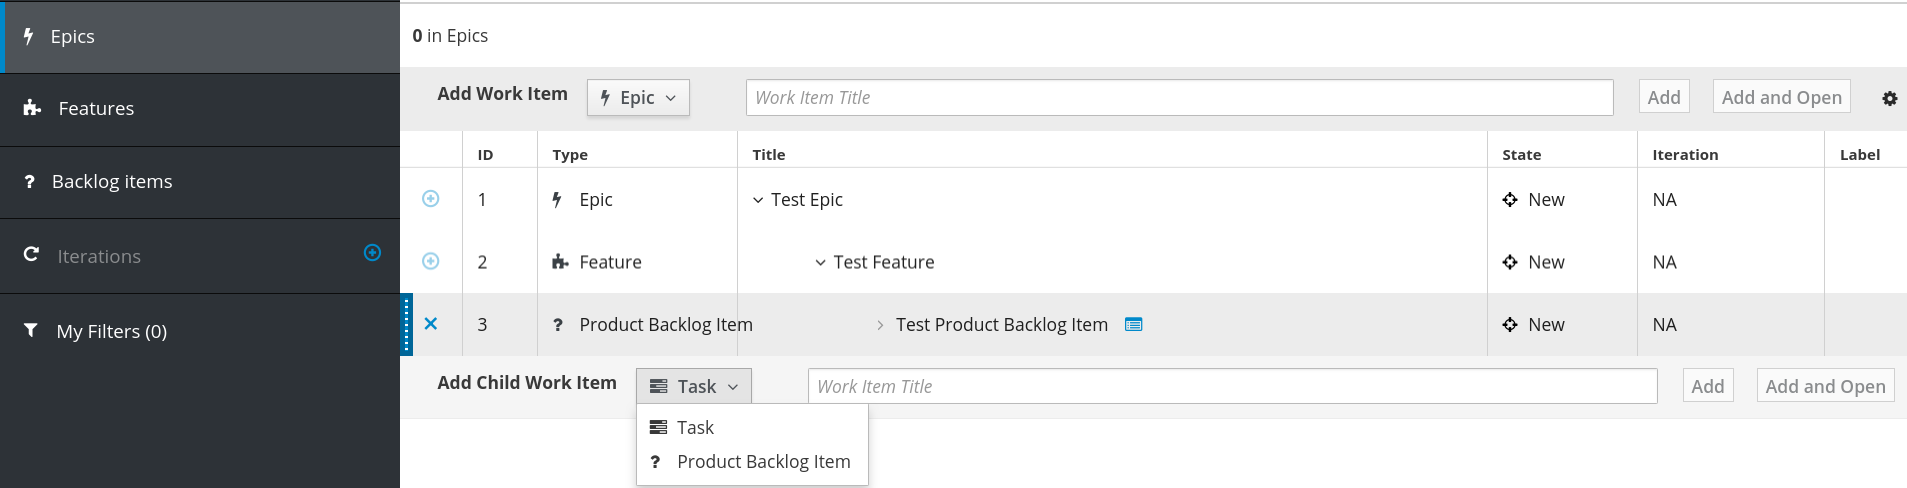 Epics
Features
Backlog items
Iterations
My Filters (0)
0 in Epics
Add Work Item Epic Work Item Title Add Add and Open
ID Type Title State Iteration Label
1 Epic Test Epic New NA
2 Feature Test Feature New NA
3 Product Backlog Item Test Product Backlog Item New NA
Add Child Work Item Task Work Item Title Add Add and Open
Task
Product Backlog Item